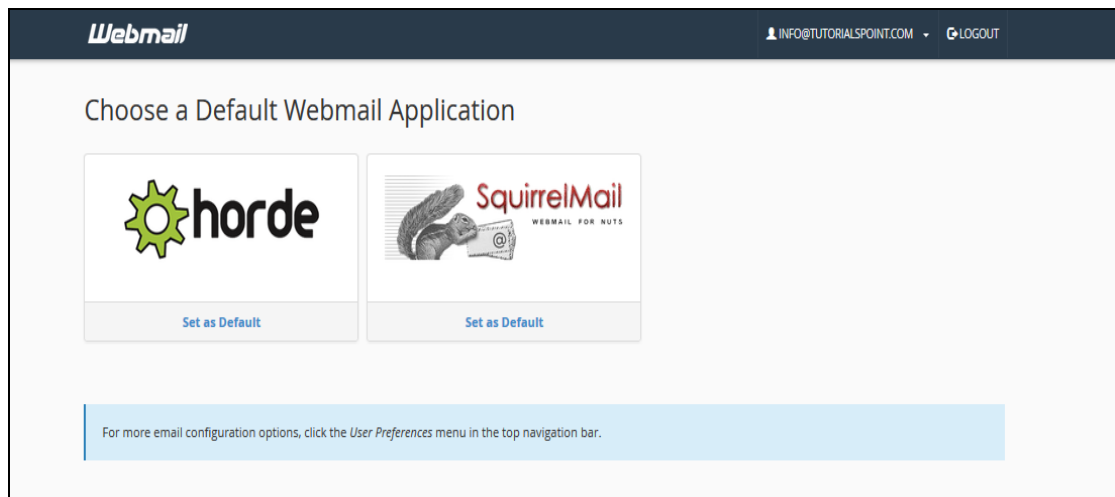 Webmail
INFO@TUTORIALSPOINT.COM
LOGOUT
Choose a Default Webmail Application
horde
SquirrelMail
WEBMAIL FOR NUTS
@
Set as Default
Set as Default
For more email configuration options, click the User Preferences menu in the top navigation bar.